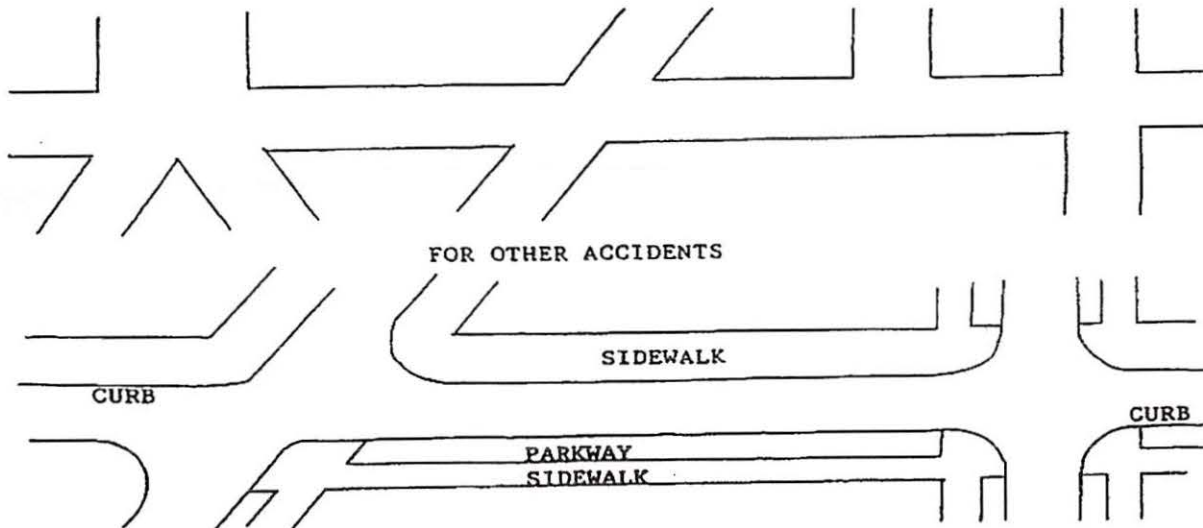 FOR OTHER ACCIDENTS
SIDEWALK
CURB
CURB
PARKWAY
SIDEWALK